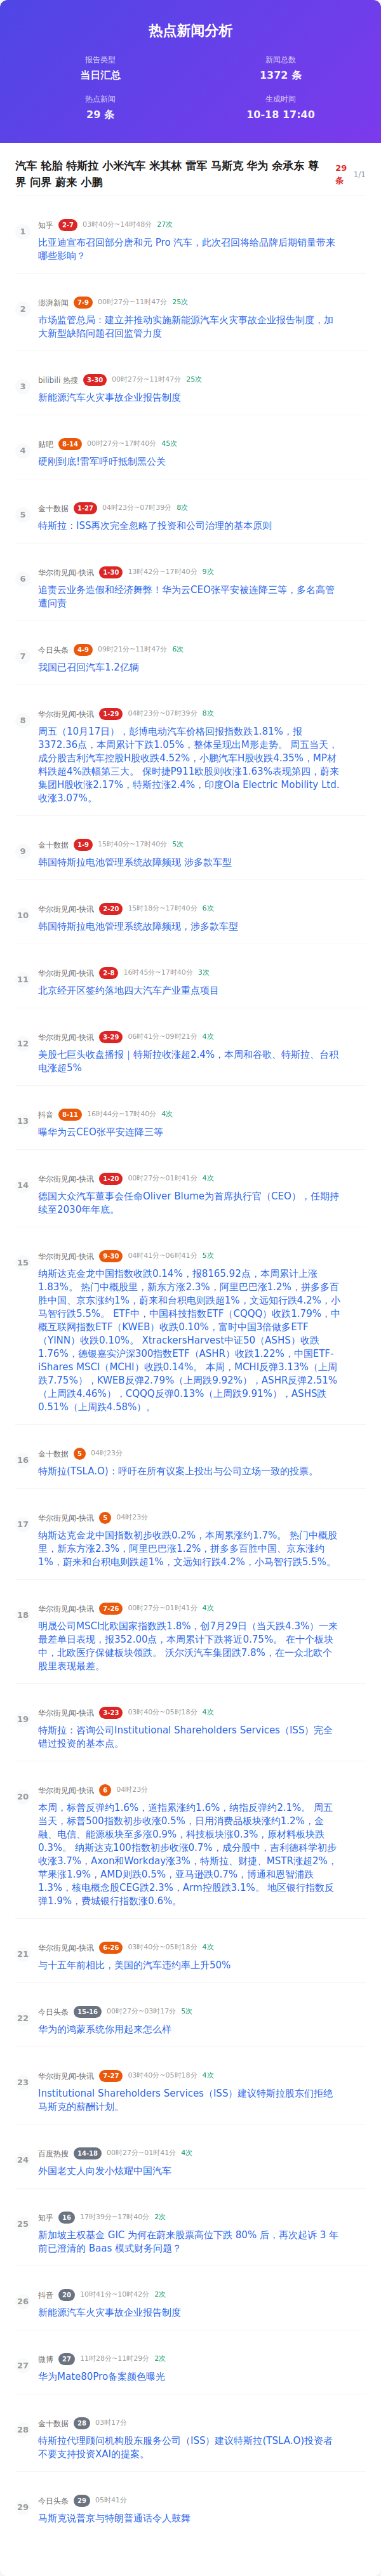 热点新闻分析
报告类型
当日汇总
新闻总数
1372 条
热点新闻
29 条
生成时间
10-18 17:40
汽车 轮胎 特斯拉 小米汽车 米其林 雷军 马斯克 华为 余承东 尊
界 问界 蔚来 小鹏
29
条
1/1
1
知乎 2-7 03时40分~14时48分 27次
比亚迪宣布召回部分唐和元 Pro 汽车，此次召回将给品牌后期销量带来
哪些影响？
2
澎湃新闻 7-9 00时27分~11时47分 25次
市场监管总局：建立并推动实施新能源汽车火灾事故企业报告制度，加
大新型缺陷问题召回监管力度
3
bilibili 热搜 3-30 00时27分~11时47分 25次
新能源汽车火灾事故企业报告制度
4
贴吧 8-14 00时27分~17时40分 45次
硬刚到底!雷军呼吁抵制黑公关
5
金十数据 1-27 04时23分~07时39分 8次
特斯拉：ISS再次完全忽略了投资和公司治理的基本原则
6
华尔街见闻-快讯 1-30 13时42分~17时40分 9次
追责云业务造假和经济舞弊！华为云CEO张平安被连降三等，多名高管
遭问责
7
今日头条 4-9 09时21分~11时47分 6次
我国已召回汽车1.2亿辆
8
华尔街见闻-快讯 1-29 04时23分~07时39分 8次
周五（10月17日），彭博电动汽车价格回报指数跌1.81%，报
3372.36点，本周累计下跌1.05%，整体呈现出M形走势。 周五当天，
成分股吉利汽车控股H股收跌4.52%，小鹏汽车H股收跌4.35%，MP材
料跌超4%跌幅第三大。 保时捷P911欧股则收涨1.63%表现第四，蔚来
集团H股收涨2.17%，特斯拉涨2.4%，印度Ola Electric Mobility Ltd.
收涨3.07%。
9
金十数据 1-9 15时40分~17时40分 5次
韩国特斯拉电池管理系统故障频现 涉多款车型
10
华尔街见闻-快讯 2-20 15时18分~17时40分 6次
韩国特斯拉电池管理系统故障频现，涉多款车型
11
华尔街见闻-快讯 2-8 16时45分~17时40分 3次
北京经开区签约落地四大汽车产业重点项目
12
华尔街见闻-快讯 3-29 06时41分~09时21分 4次
美股七巨头收盘播报｜特斯拉收涨超2.4%，本周和谷歌、特斯拉、台积
电涨超5%
13
抖音 8-11 16时44分~17时40分 4次
曝华为云CEO张平安连降三等
14
华尔街见闻-快讯 1-20 00时27分~01时41分 4次
德国大众汽车董事会任命Oliver Blume为首席执行官（CEO），任期持
续至2030年年底。
15
华尔街见闻-快讯 9-30 04时41分~06时41分 5次
纳斯达克金龙中国指数收跌0.14%，报8165.92点，本周累计上涨
1.83%。 热门中概股里，新东方涨2.3%，阿里巴巴涨1.2%，拼多多百
胜中国、京东涨约1%，蔚来和台积电则跌超1%，文远知行跌4.2%，小
马智行跌5.5%。 ETF中，中国科技指数ETF（CQQQ）收跌1.79%，中
概互联网指数ETF（KWEB）收跌0.10%，富时中国3倍做多ETF
（YINN）收跌0.10%。 XtrackersHarvest中证50（ASHS）收跌
1.76%，德银嘉实沪深300指数ETF（ASHR）收跌1.22%，中国ETF-
iShares MSCI（MCHI）收跌0.14%。 本周，MCHI反弹3.13%（上周
跌7.75%），KWEB反弹2.79%（上周跌9.92%），ASHR反弹2.51%
（上周跌4.46%），CQQQ反弹0.13%（上周跌9.91%），ASHS跌
0.51%（上周跌4.58%）。
16
金十数据 5 04时23分
特斯拉(TSLA.O)：呼吁在所有议案上投出与公司立场一致的投票。
17
华尔街见闻-快讯 5 04时23分
纳斯达克金龙中国指数初步收跌0.2%，本周累涨约1.7%。 热门中概股
里，新东方涨2.3%，阿里巴巴涨1.2%，拼多多百胜中国、京东涨约
1%，蔚来和台积电则跌超1%，文远知行跌4.2%，小马智行跌5.5%。
18
华尔街见闻-快讯 7-26 00时27分~01时41分 4次
明晟公司MSCI北欧国家指数跌1.8%，创7月29日（当天跌4.3%）一来
最差单日表现，报352.00点，本周累计下跌将近0.75%。 在十个板块
中，北欧医疗保健板块领跌。 沃尔沃汽车集团跌7.8%，在一众北欧个
股里表现最差。
19
华尔街见闻-快讯 3-23 03时40分~05时18分 4次
特斯拉：咨询公司Institutional Shareholders Services（ISS）完全
错过投资的基本点。
20
华尔街见闻-快讯 6 04时23分
本周，标普反弹约1.6%，道指累涨约1.6%，纳指反弹约2.1%。 周五
当天，标普500指数初步收涨0.5%，日用消费品板块涨约1.2%，金
融、电信、能源板块至多涨0.9%，科技板块涨0.3%，原材料板块跌
0.3%。 纳斯达克100指数初步收涨0.7%，成分股中，吉利德科学初步
收涨3.7%，Axon和Workday涨3%，特斯拉、财捷、MSTR涨超2%，
苹果涨1.9%，AMD则跌0.5%，亚马逊跌0.7%，博通和恩智浦跌
1.3%，核电概念股CEG跌2.3%，Arm控股跌3.1%。 地区银行指数反
弹1.9%，费城银行指数涨0.6%。
21
华尔街见闻-快讯 6-26 03时40分~05时18分 4次
与十五年前相比，美国的汽车违约率上升50%
22
今日头条 15-16 00时27分~03时17分 5次
华为的鸿蒙系统你用起来怎么样
23
华尔街见闻-快讯 7-27 03时40分~05时18分 4次
Institutional Shareholders Services（ISS）建议特斯拉股东们拒绝
马斯克的薪酬计划。
24
百度热搜 14-18 00时27分~01时41分 4次
外国老丈人向发小炫耀中国汽车
25
知乎 16 17时39分~17时40分 2次
新加坡主权基金 GIC 为何在蔚来股票高位下跌 80% 后，再次起诉 3 年
前已澄清的 Baas 模式财务问题？
26
抖音 20 10时41分~10时42分 2次
新能源汽车火灾事故企业报告制度
27
微博 27 11时28分~11时29分 2次
华为Mate80Pro备案颜色曝光
28
金十数据 28 03时17分
特斯拉代理顾问机构股东服务公司（ISS）建议特斯拉(TSLA.O)投资者
不要支持投资XAI的提案。
29
今日头条 29 05时41分
马斯克说普京与特朗普通话令人鼓舞